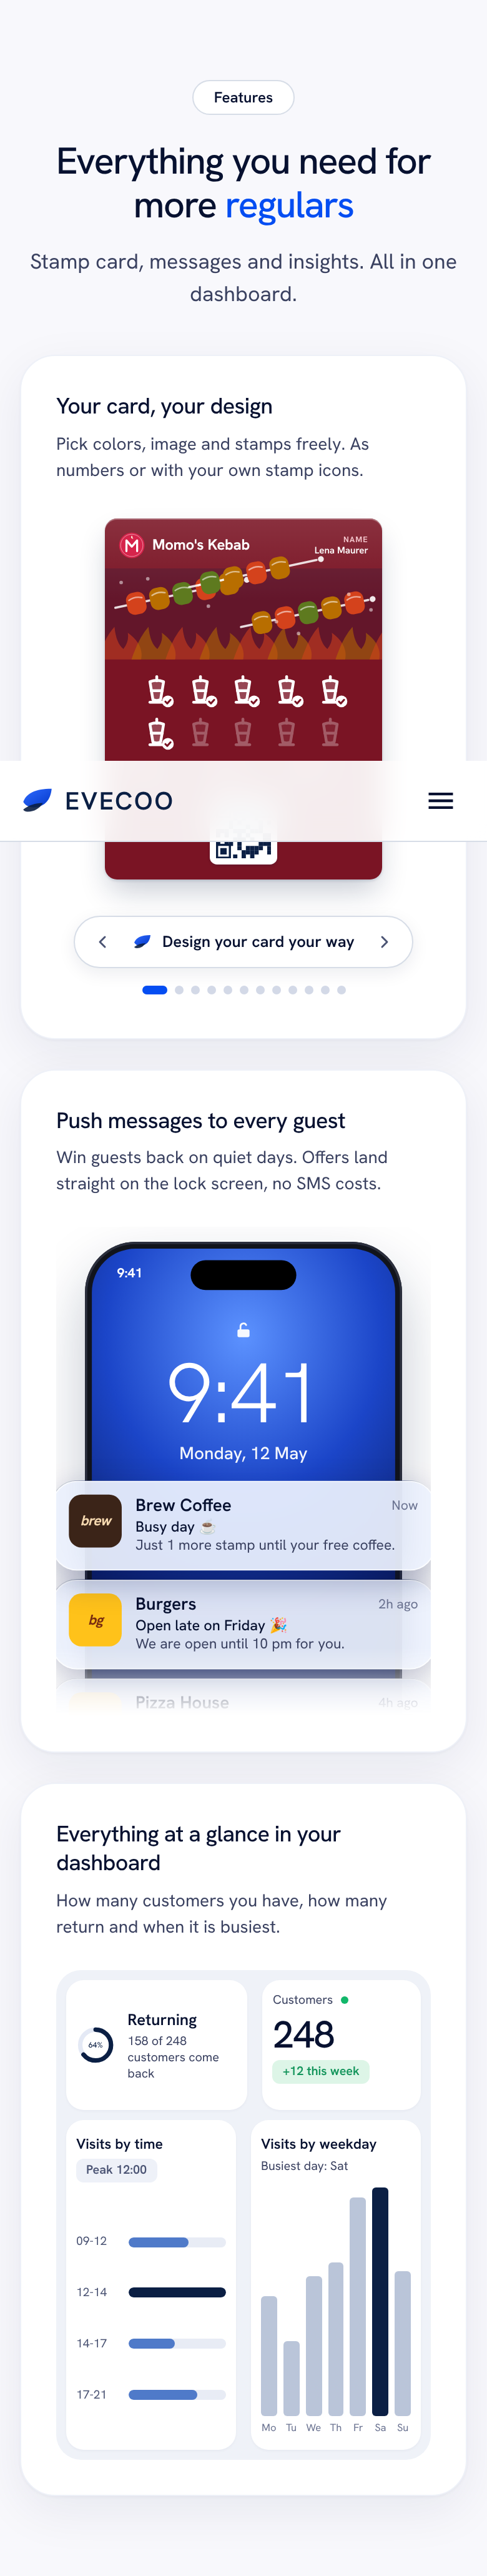 Features
Everything you need for
more regulars
Stamp card, messages and insights. All in one
dashboard.
Your card, your design
Pick colors, image and stamps freely. As
numbers or with your own stamp icons.
M
Momo's Kebab
NAME
Lena Maurer
EVECOO
Design your card your way
Push messages to every guest
Win guests back on quiet days. Offers land
straight on the lock screen, no SMS costs.
9:41
9:41
Monday, 12 May
brew
Brew Coffee
Now
Busy day ☕
Just 1 more stamp until your free coffee.
bg
Burgers
2h ago
Open late on Friday 🎉
We are open until 10 pm for you.
Pizza House
4h ago
Everything at a glance in your
dashboard
How many customers you have, how many
return and when it is busiest.
64%
Returning
158 of 248
customers come
back
Customers
248
+12 this week
Visits by time
Peak 12:00
09-12
12-14
14-17
17-21
Visits by weekday
Busiest day: Sat
Mo Tu We Th Fr Sa Su